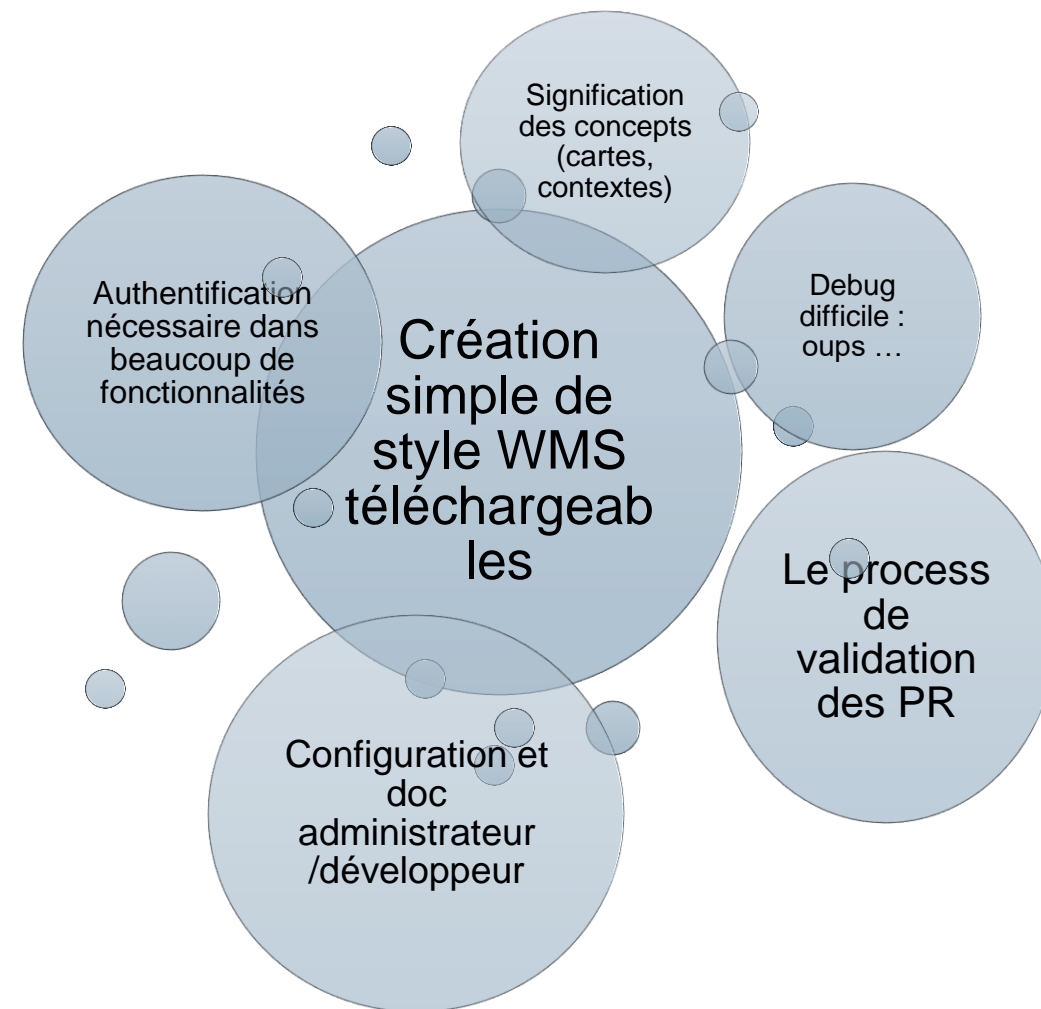 Signification
des concepts
(cartes,
contextes)
Authentification
nécessaire dans
beaucoup de
fonctionnalités
Création
simple de
style WMS
téléchargeab
les
Debug
difficile :
oups …
Le process
de
validation
des PR
Configuration et
doc
administrateur
/développeur